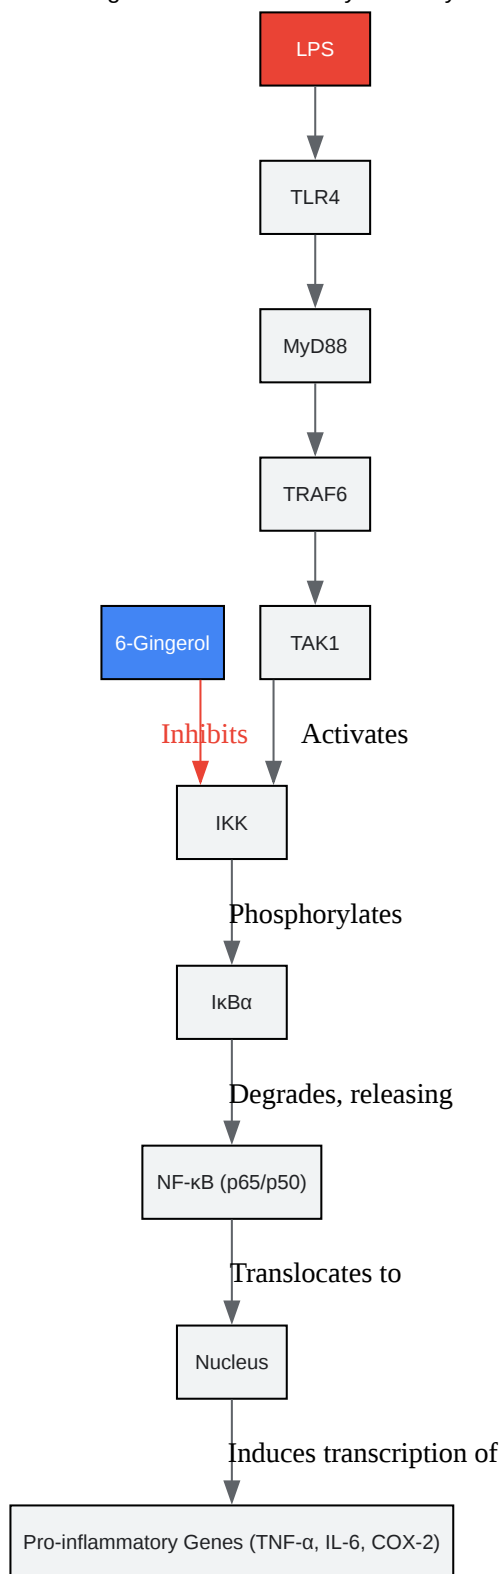 LPS
TLR4
MyD88
TRAF6
6-Gingerol
TAK1
Inhibits
Activates
IKK
Phosphorylates
IκBα
Degrades, releasing
NF-κB (p65/p50)
Translocates to
Nucleus
Induces transcription of
Pro-inflammatory Genes (TNF-α, IL-6, COX-2)